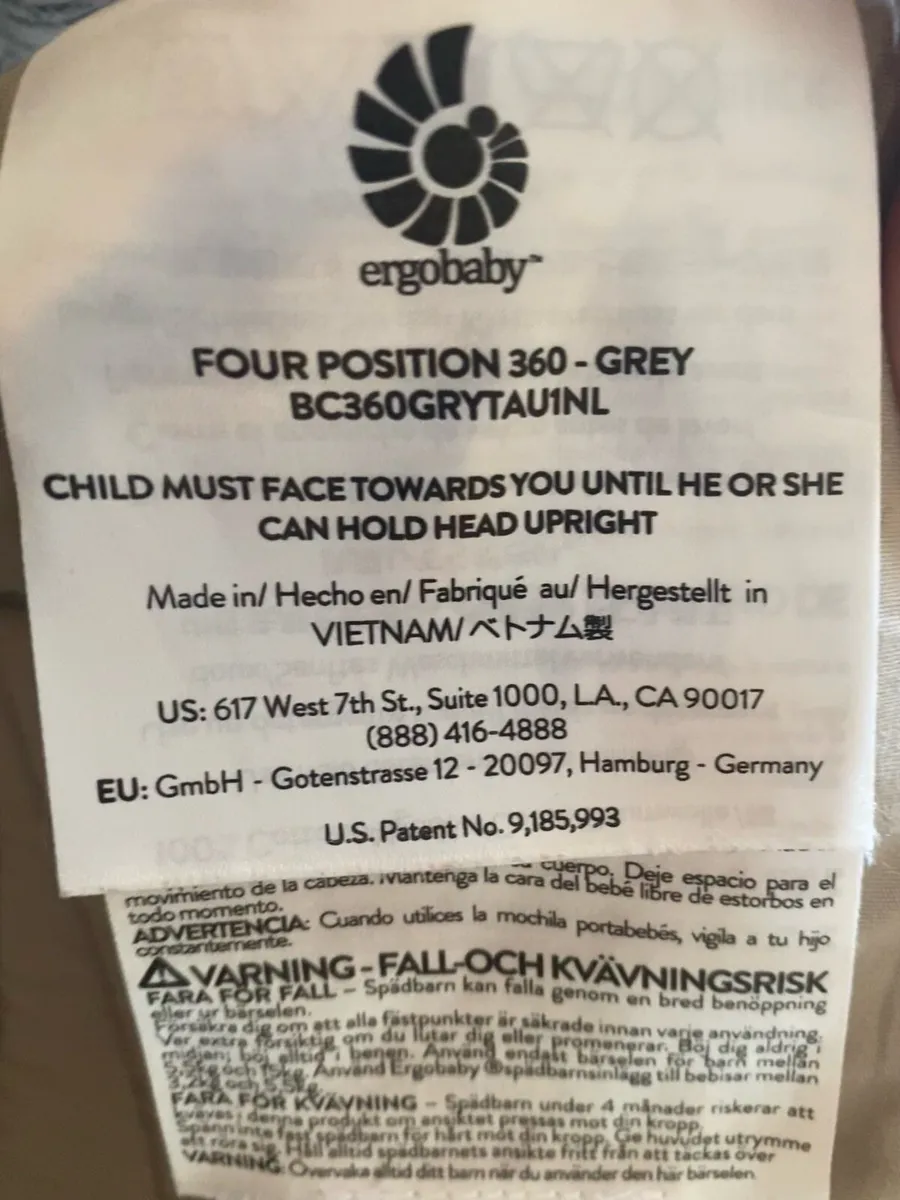 ergobaby™
FOUR POSITION 360 - GREY
BC360GRYTAU1NL
CHILD MUST FACE TOWARDS YOU UNTIL HE OR SHE
CAN HOLD HEAD UPRIGHT
Made in/ Hecho en/ Fabriqué au/ Hergestellt in
VIETNAM/ベトナム製
US: 617 West 7th St., Suite 1000, LA., CA 90017
(888) 416-4888
EU: GmbH - Gotenstrasse 12 - 20097, Hamburg - Germany
U.S. Patent No. 9,185,993
cuerpo. Deje espacio para el
movimiento de la cabeza. Mantenga la cara del bebé libre de estorbos en
todo momento.
ADVERTENCIA: Cuando utilices la mochila portabebés, vigila a tu hijo
constantemente.
VARNING - FALL-OCH KVÄVNINGSRISK
FARA FÖR FALL – Spädbarn kan falla genom en bred benöppning
eller ur bärselen.
Försäkra dig om att alla fästpunkter är säkrade innan varje användning.
Var extra försiktig om du lutar dig eller promenerar. Böj dig aldrig i
midjan; böj alltid i benen. Använd endast bärselen för barn mellan
och 15kg. Använd Ergobaby ®spädbarnsinlägg till bebisar mellan
3,2kg och 5,5kg.
FARA FÖR KVÄVNING – Spädbarn under 4 månader riskerar att
kvävas i denna produkt om ansiktet pressas mot din kropp.
Spänn inte fast spädbarn för hårt mot din kropp. Ge huvudet utrymme
att röra sig. Håll alltid spädbarnets ansikte fritt från att täckas över
VARNING: Övervaka alltid ditt barn när du använder den här bärselen.